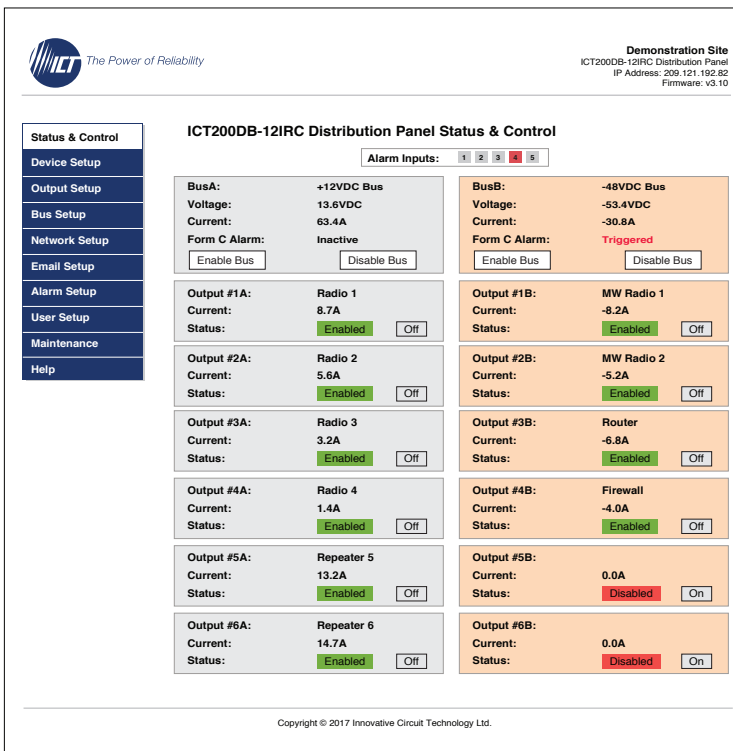 ICT
The Power of Reliability
Demonstration Site
ICT200DB-12IRC Distribution Panel
IP Address: 209.121.192.82
Firmware: v3.10
Status & Control
Device Setup
Output Setup
Bus Setup
Network Setup
Email Setup
Alarm Setup
User Setup
Maintenance
Help
ICT200DB-12IRC Distribution Panel Status & Control
Alarm Inputs: 1 2 3 4 5
BusA: +12VDC Bus
Voltage: 13.6VDC
Current: 63.4A
Form C Alarm: Inactive
Enable Bus Disable Bus
BusB: -48VDC Bus
Voltage: -53.4VDC
Current: -30.8A
Form C Alarm: Triggered
Enable Bus Disable Bus
Output #1A: Radio 1
Current: 8.7A
Status: Enabled Off
Output #1B: MW Radio 1
Current: -8.2A
Status: Enabled Off
Output #2A: Radio 2
Current: 5.6A
Status: Enabled Off
Output #2B: MW Radio 2
Current: -5.2A
Status: Enabled Off
Output #3A: Radio 3
Current: 3.2A
Status: Enabled Off
Output #3B: Router
Current: -6.8A
Status: Enabled Off
Output #4A: Radio 4
Current: 1.4A
Status: Enabled Off
Output #4B: Firewall
Current: -4.0A
Status: Enabled Off
Output #5A: Repeater 5
Current: 13.2A
Status: Enabled Off
Output #5B:
Current: 0.0A
Status: Disabled On
Output #6A: Repeater 6
Current: 14.7A
Status: Enabled Off
Output #6B:
Current: 0.0A
Status: Disabled On
Copyright © 2017 Innovative Circuit Technology Ltd.